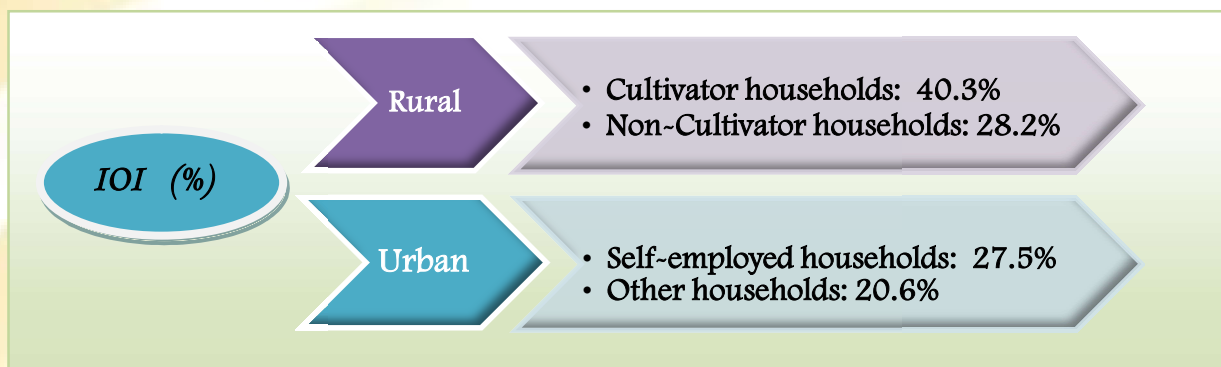 IOI (%)
Rural
• Cultivator households: 40.3%
• Non-Cultivator households: 28.2%
Urban
• Self-employed households: 27.5%
• Other households: 20.6%